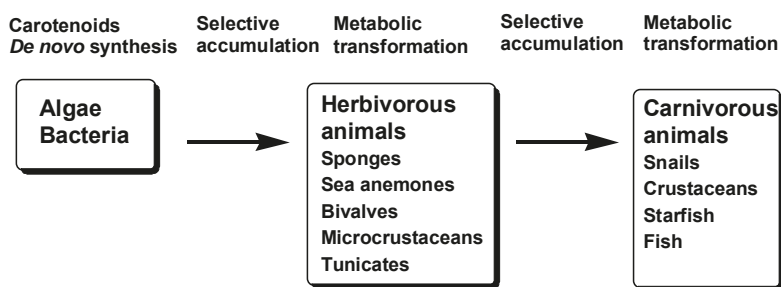 Carotenoids
De novo synthesis
Selective
accumulation
Metabolic
transformation
Selective
accumulation
Metabolic
transformation
Algae
Bacteria
Herbivorous
animals
Sponges
Sea anemones
Bivalves
Microcrustaceans
Tunicates
Carnivorous
animals
Snails
Crustaceans
Starfish
Fish